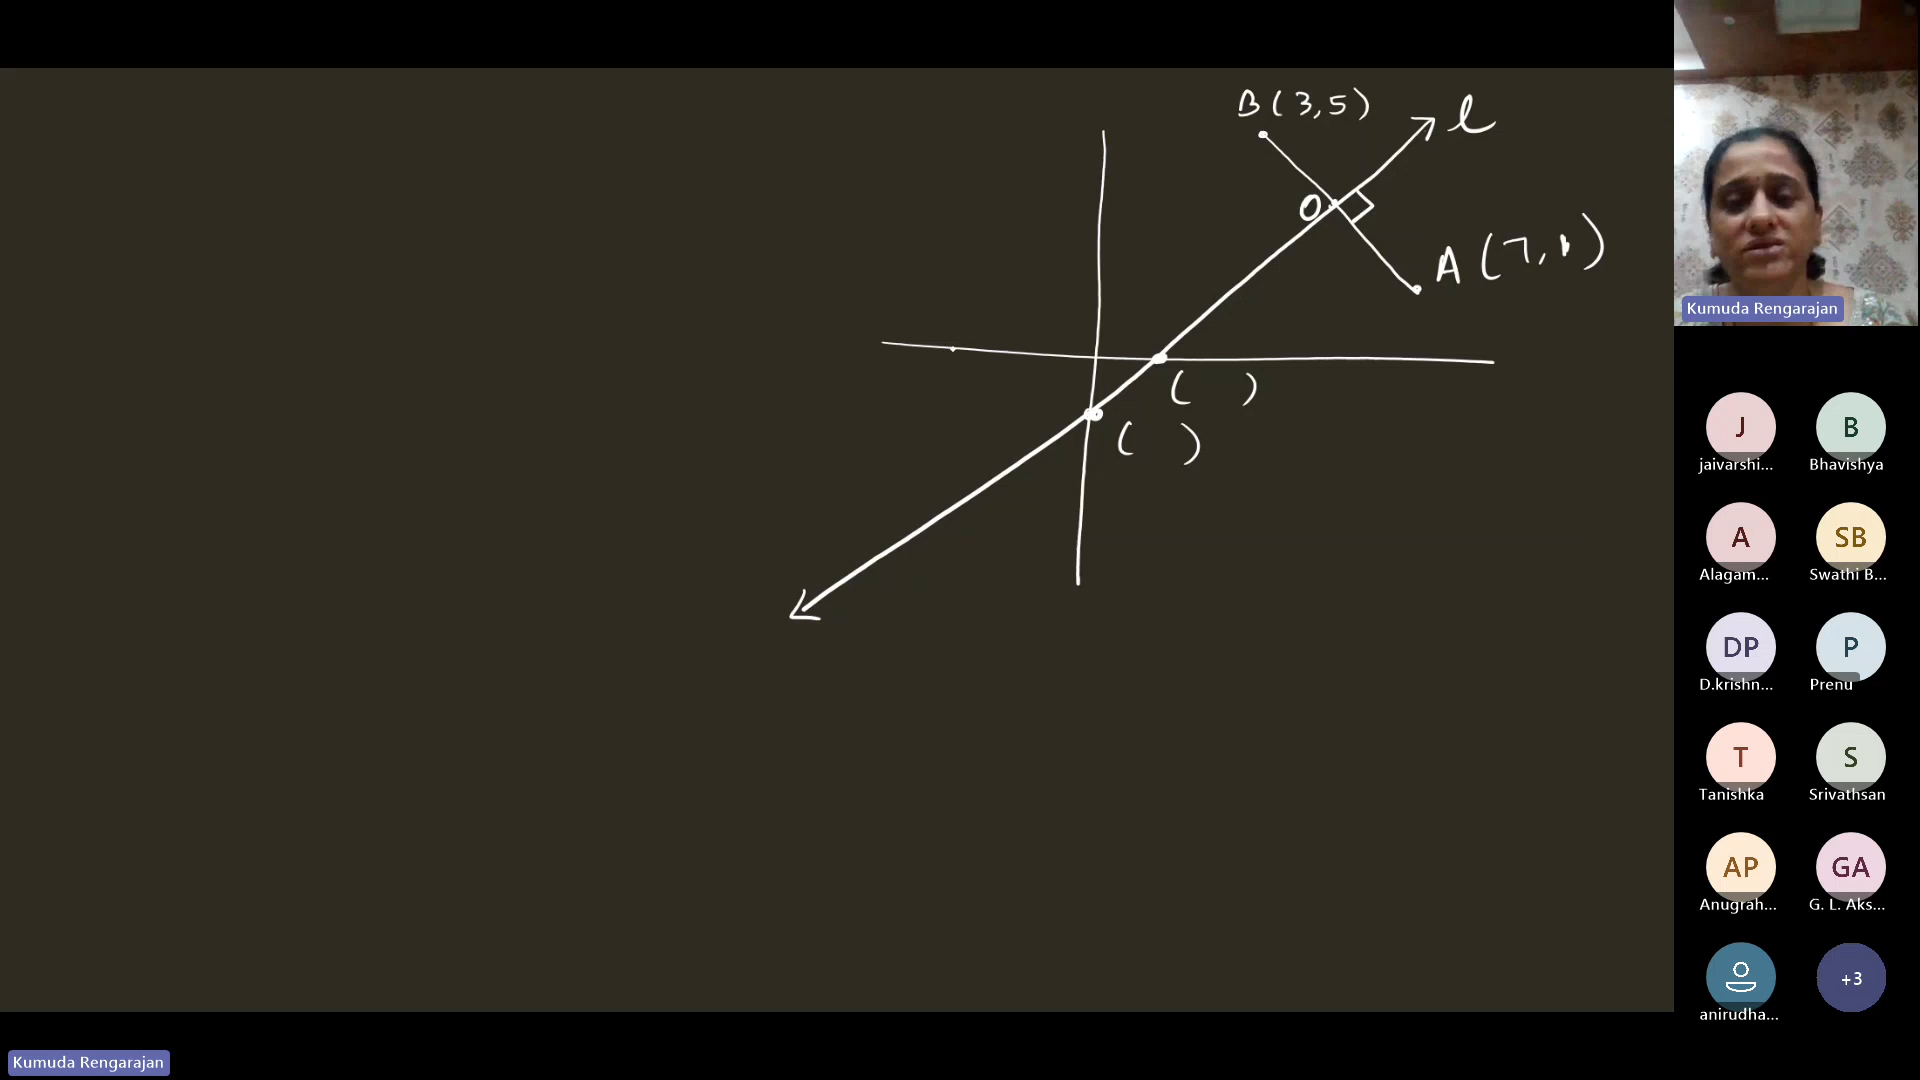 B ( 3 , 5 )
l
O
A ( 7 , 1 )
(   )
(   )
Kumuda Rengarajan
J
jaivarshi...
B
Bhavishya
A
Alagam...
SB
Swathi B...
DP
D.krishn...
P
Prenu
T
Tanishka
S
Srivathsan
AP
Anugrah...
GA
G. L. Aks...
anirudha...
+3
Kumuda Rengarajan